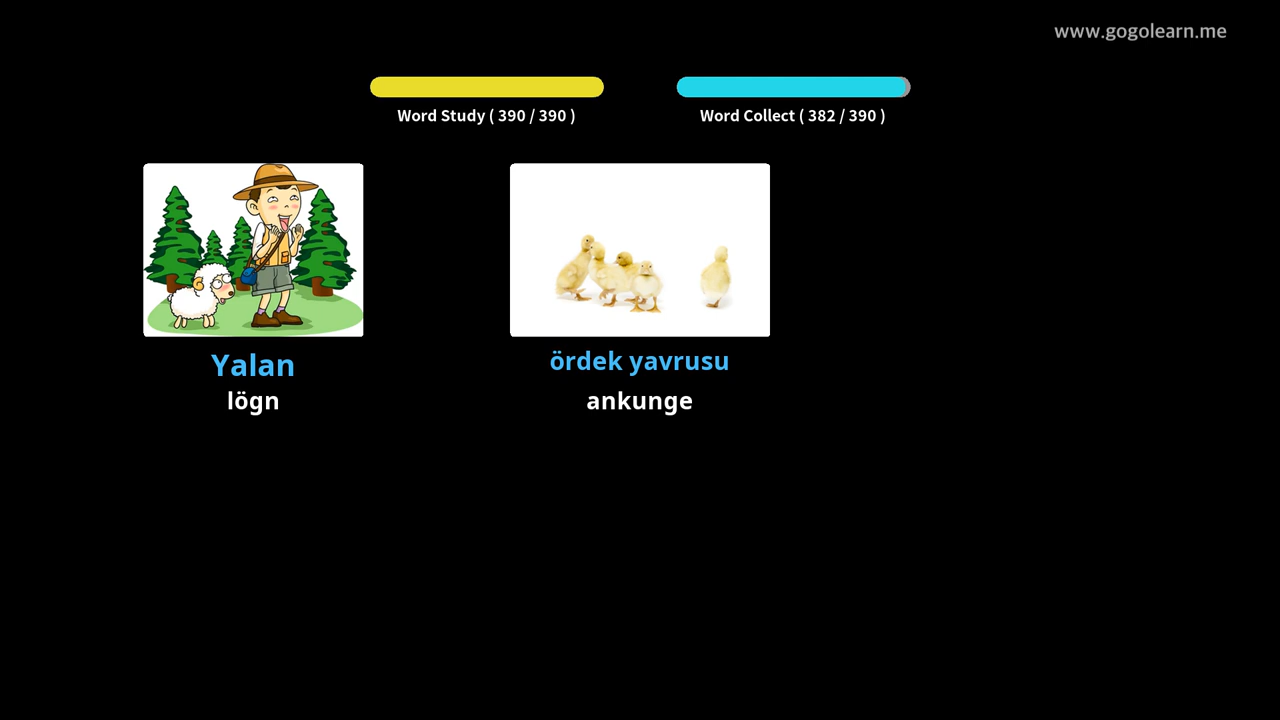 www.gogolearn.me
Word Study ( 390 / 390 )
Word Collect ( 382 / 390 )
Yalan
lögn
ördek yavrusu
ankunge